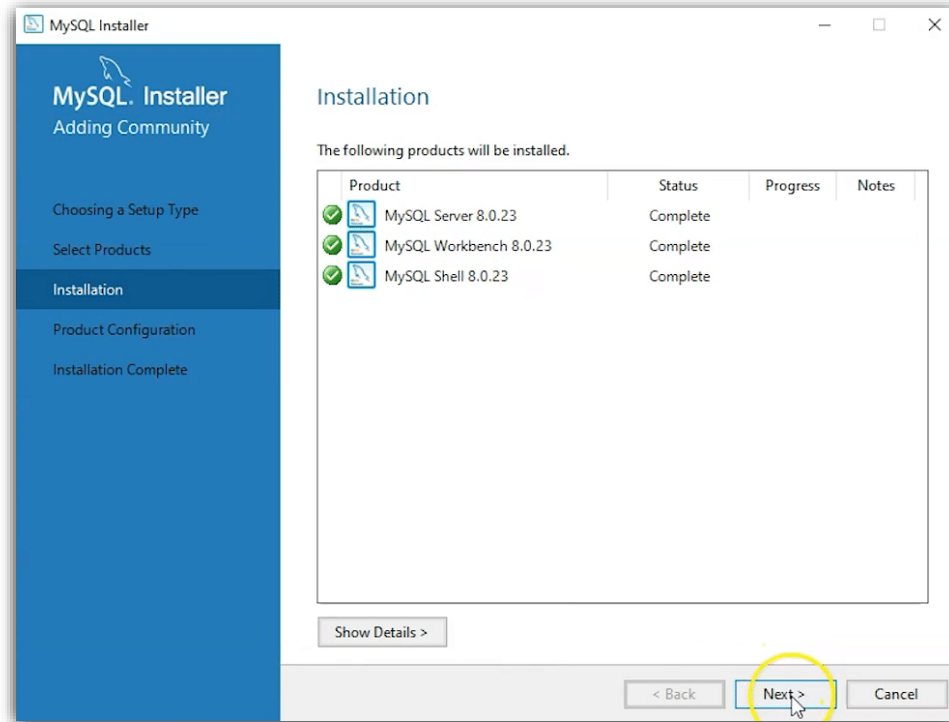 MySQL Installer
MySQL. Installer
Adding Community
Choosing a Setup Type
Select Products
Installation
Product Configuration
Installation Complete
Installation
The following products will be installed.
Product Status Progress Notes
MySQL Server 8.0.23 Complete
MySQL Workbench 8.0.23 Complete
MySQL Shell 8.0.23 Complete
Show Details >
< Back Next > Cancel